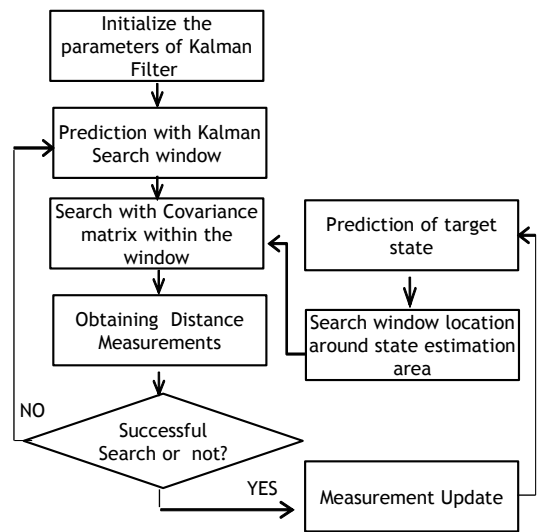 Initialize the
parameters of Kalman
Filter
Prediction with Kalman
Search window
Search with Covariance
matrix within the
window
Obtaining Distance
Measurements
Successful
Search or not?
NO
YES
Measurement Update
Prediction of target
state
Search window location
around state estimation
area